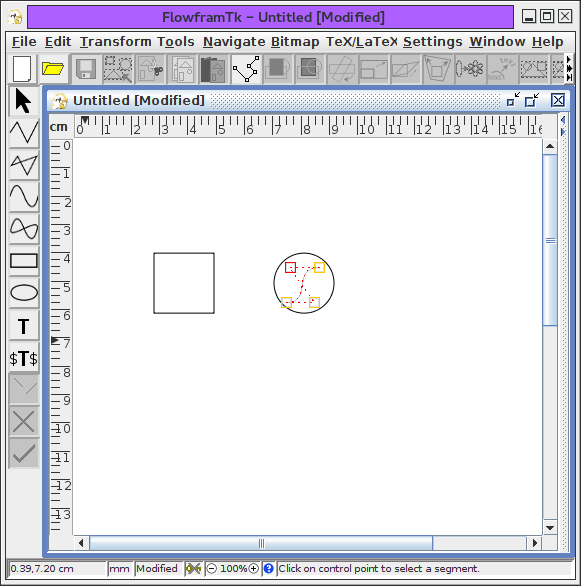 FlowframTk – Untitled [Modified]
File Edit Transform Tools Navigate Bitmap TeX/LaTeX Settings Window Help
Untitled [Modified]
cm 0 1 2 3 4 5 6 7 8 9 10 11 12 13 14 15 16
0
1
2
3
4
5
6
7
8
9
10
11
12
13
T
$T$
0.39,7.20 cm mm Modified 100% ? Click on control point to select a segment.